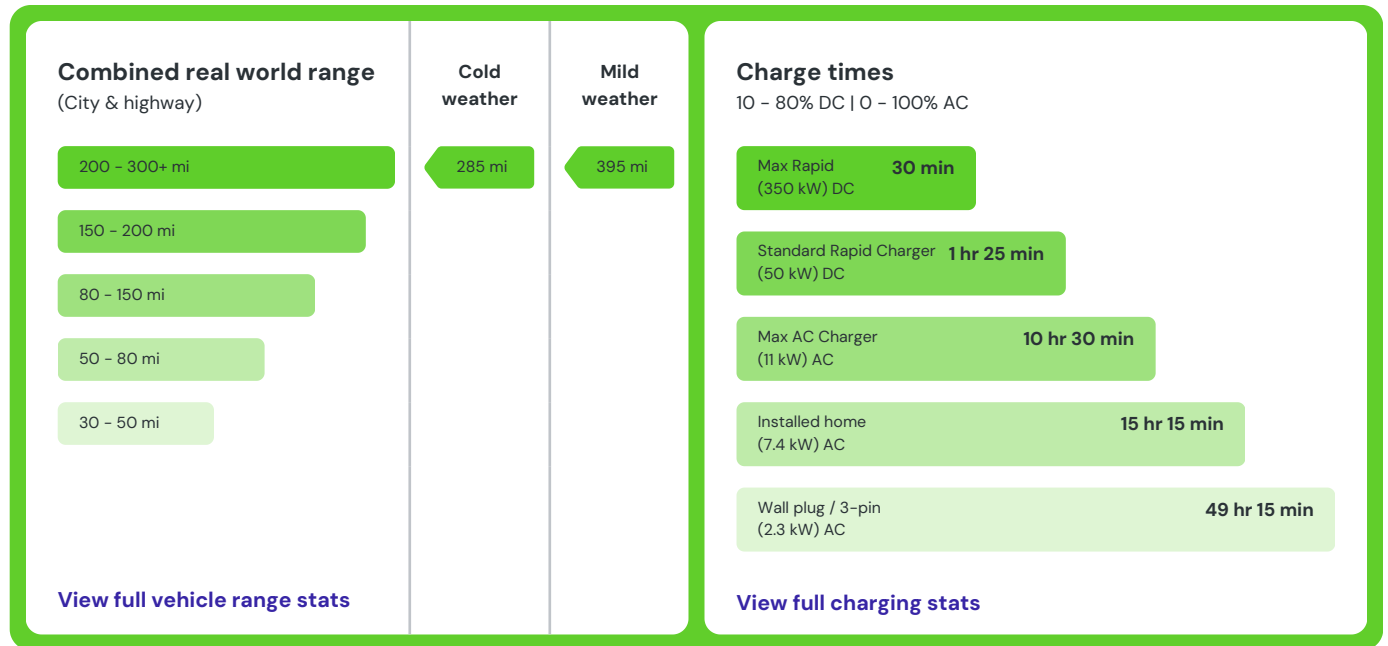 Combined real world range
(City & highway)
Cold
weather
Mild
weather
200 - 300+ mi
285 mi
395 mi
150 - 200 mi
80 - 150 mi
50 - 80 mi
30 - 50 mi
View full vehicle range stats
Charge times
10 - 80% DC | 0 - 100% AC
Max Rapid
(350 kW) DC
30 min
Standard Rapid Charger
(50 kW) DC
1 hr 25 min
Max AC Charger
(11 kW) AC
10 hr 30 min
Installed home
(7.4 kW) AC
15 hr 15 min
Wall plug / 3-pin
(2.3 kW) AC
49 hr 15 min
View full charging stats